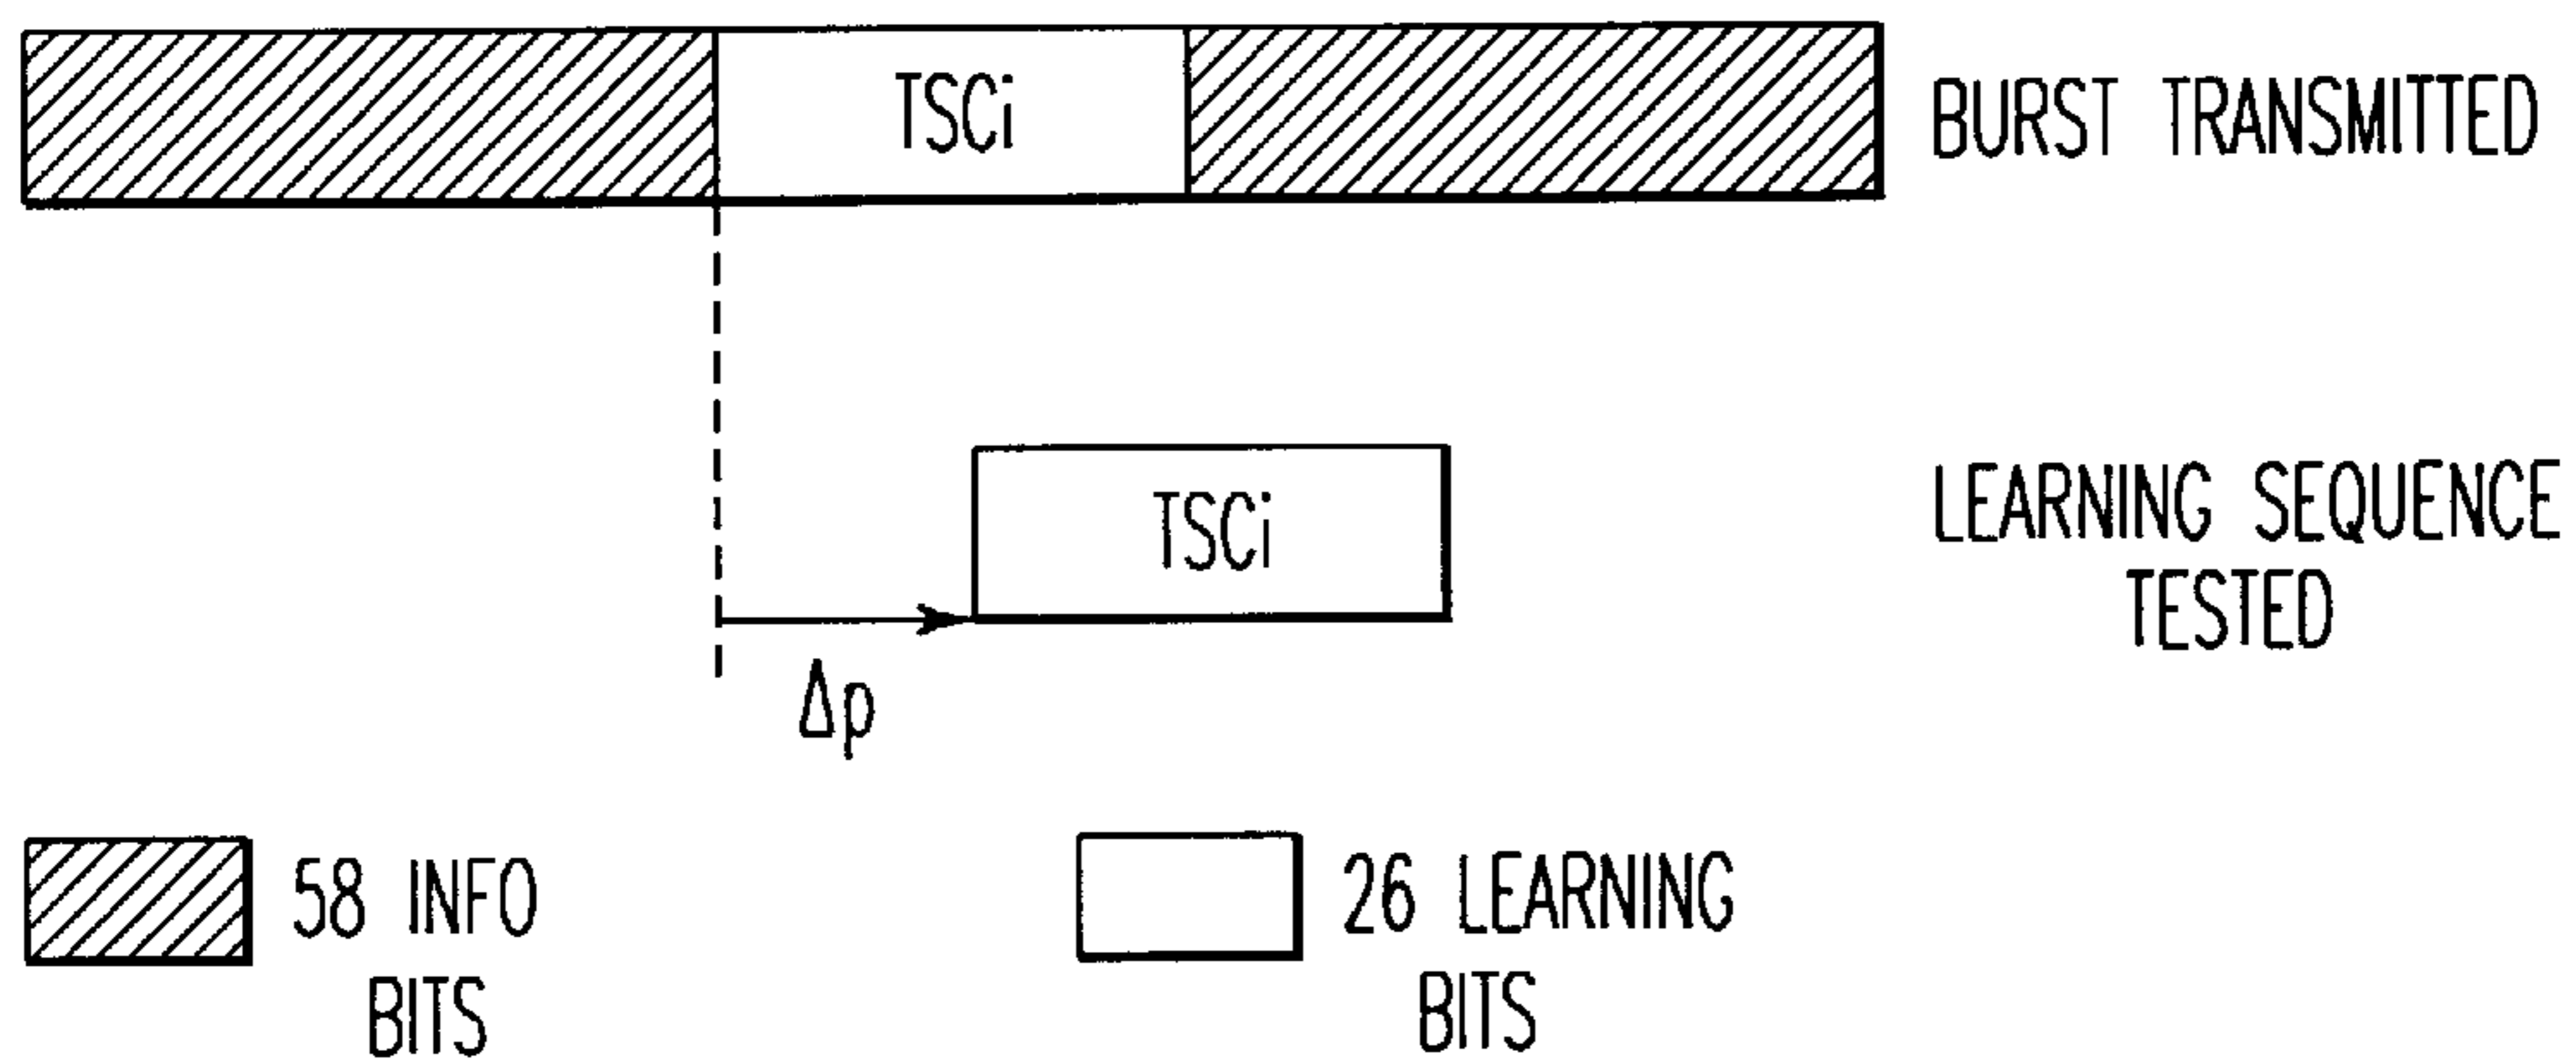 TSCi
BURST TRANSMITTED
TSCi
LEARNING SEQUENCE
TESTED
Δp
58 INFO
BITS
26 LEARNING
BITS